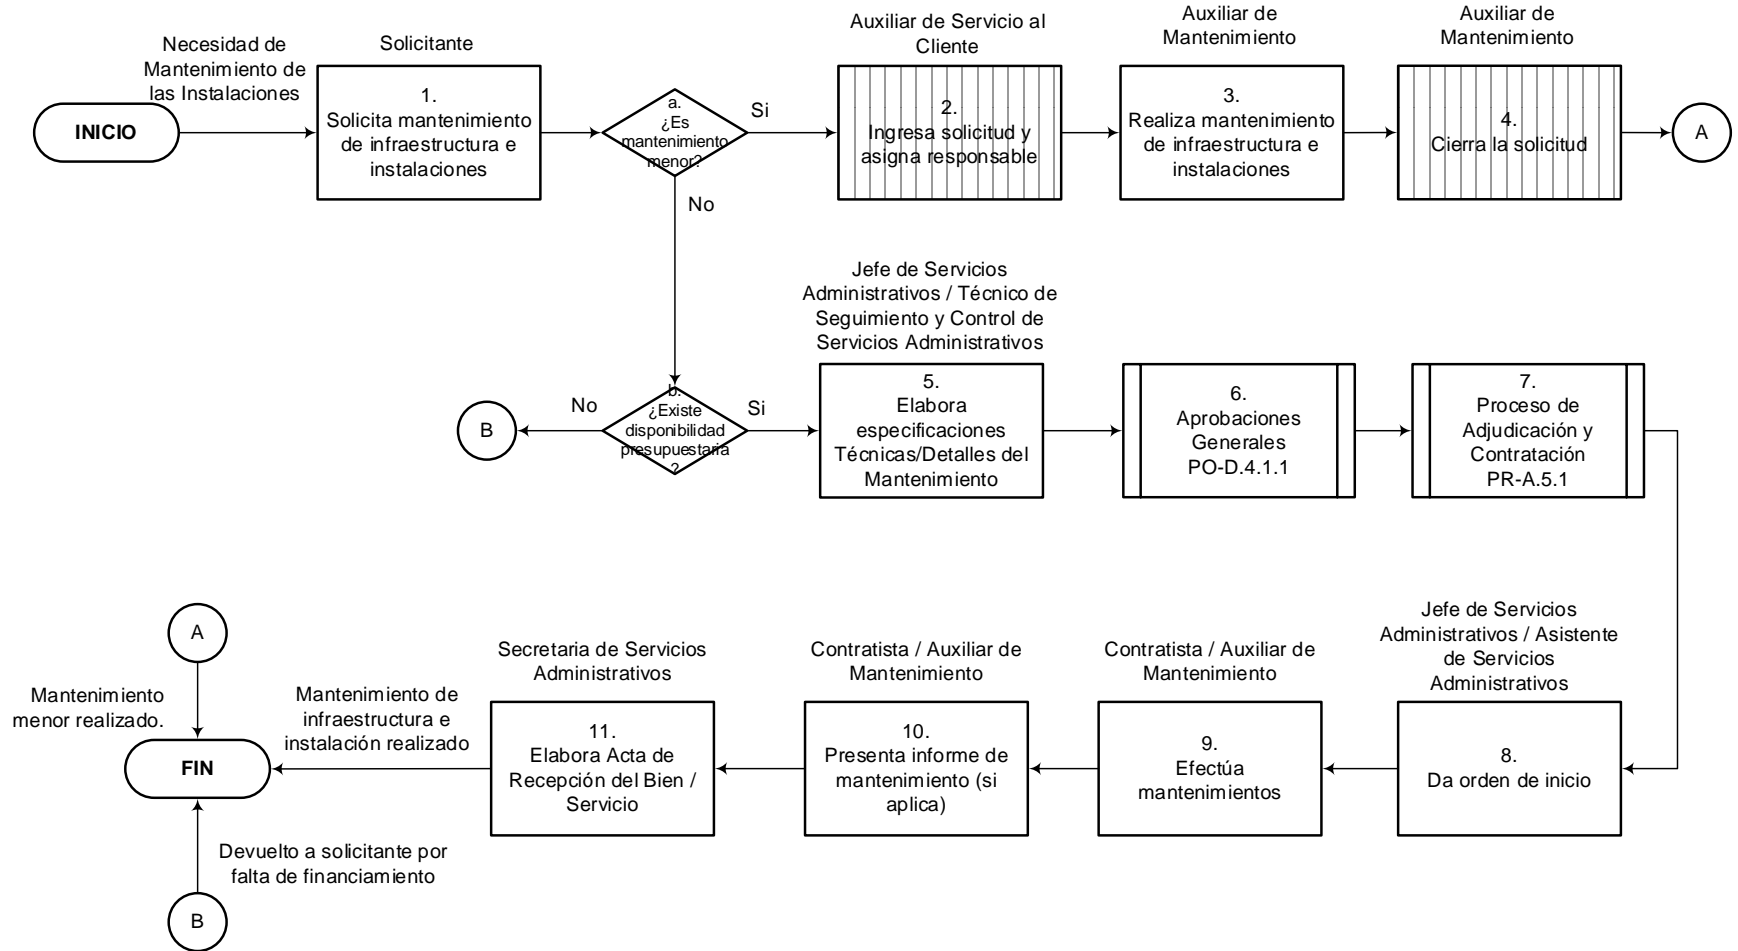 Necesidad de
Mantenimiento de
las Instalaciones
INICIO
Solicitante
1.
Solicita mantenimiento
de infraestructura e
instalaciones
a.
¿Es
mantenimiento
menor?
Si
No
Auxiliar de Servicio al
Cliente
2.
Ingresa solicitud y
asigna responsable
Auxiliar de
Mantenimiento
3.
Realiza mantenimiento
de infraestructura e
instalaciones
Auxiliar de
Mantenimiento
4.
Cierra la solicitud
A
B
No
b.
¿Existe
disponibilidad
presupuestaria
?
Si
Jefe de Servicios
Administrativos / Técnico de
Seguimiento y Control de
Servicios Administrativos
5.
Elabora
especificaciones
Técnicas/Detalles del
Mantenimiento
6.
Aprobaciones
Generales
PO-D.4.1.1
7.
Proceso de
Adjudicación y
Contratación
PR-A.5.1
Jefe de Servicios
Administrativos / Asistente
de Servicios
Administrativos
8.
Da orden de inicio
Contratista / Auxiliar de
Mantenimiento
9.
Efectúa
mantenimientos
Contratista / Auxiliar de
Mantenimiento
10.
Presenta informe de
mantenimiento (si
aplica)
Secretaria de Servicios
Administrativos
11.
Elabora Acta de
Recepción del Bien /
Servicio
Mantenimiento de
infraestructura e
instalación realizado
A
Mantenimiento
menor realizado.
FIN
Devuelto a solicitante por
falta de financiamiento
B